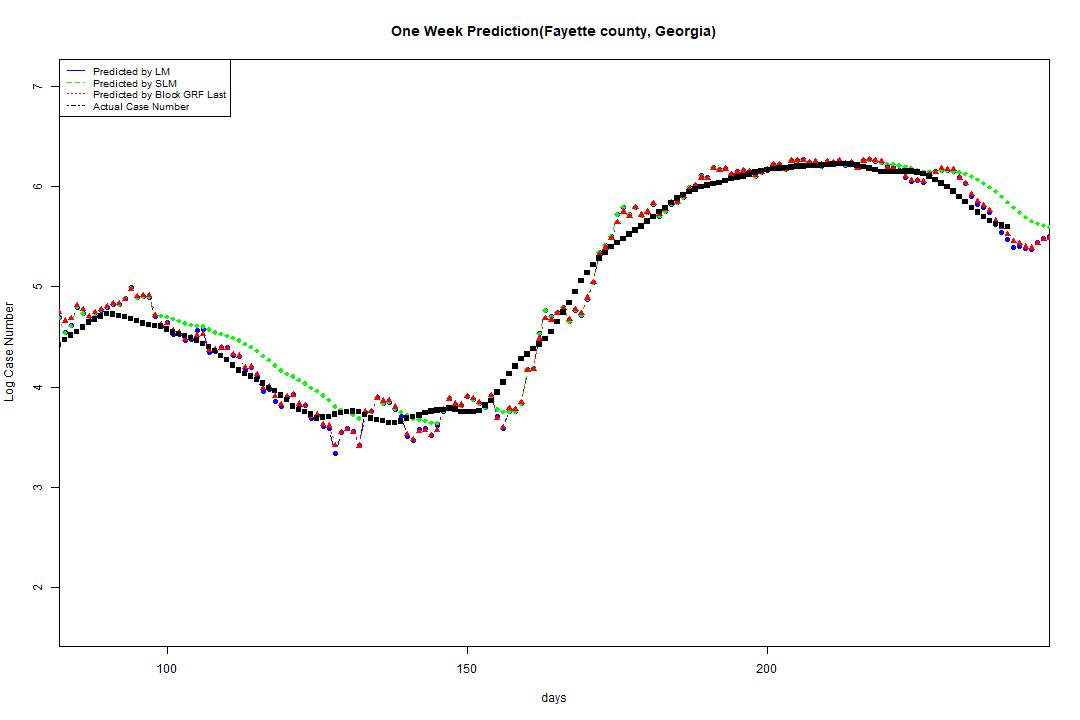 One Week Prediction(Fayette county, Georgia)
Predicted by LM
Predicted by SLM
Predicted by Block GRF Last
Actual Case Number
7
6
5
4
3
2
Log Case Number
100 150 200
days